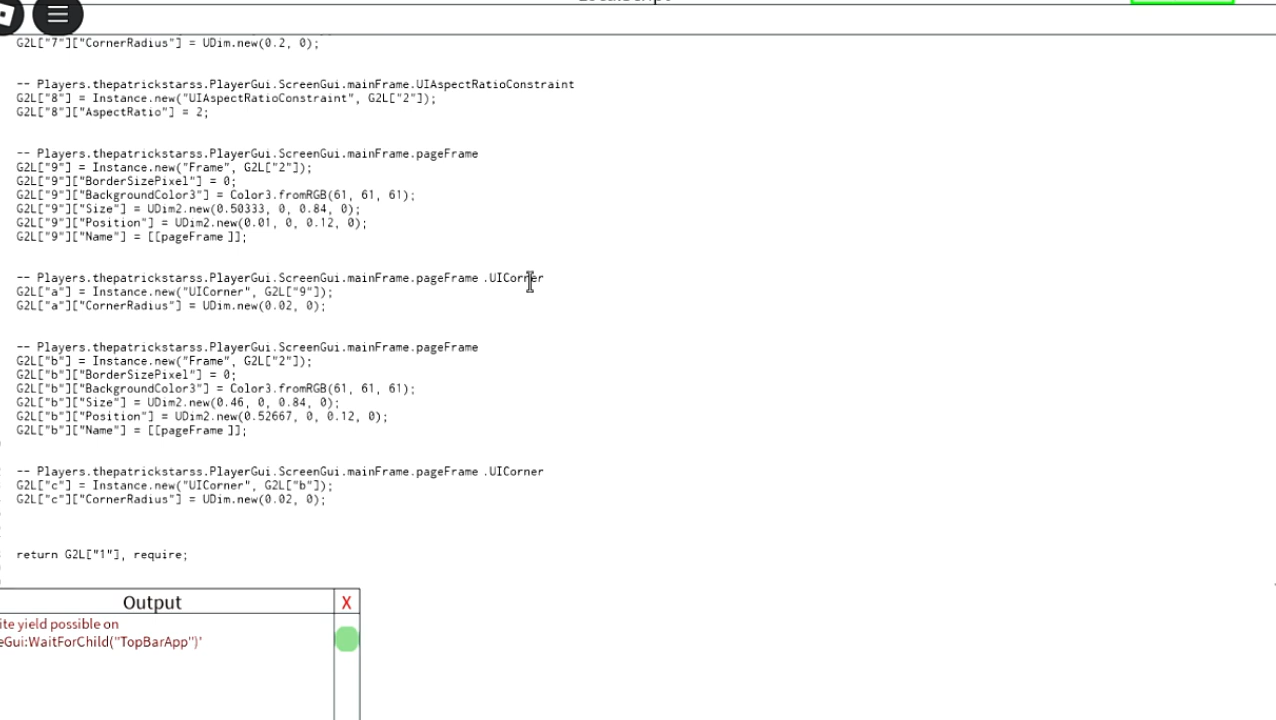 LocalScript
G2L["7"]["CornerRadius"] = UDim.new(0.2, 0);
-- Players.thepatrickstarss.PlayerGui.ScreenGui.mainFrame.UIAspectRatioConstraint
G2L["8"] = Instance.new("UIAspectRatioConstraint", G2L["2"]);
G2L["8"]["AspectRatio"] = 2;
-- Players.thepatrickstarss.PlayerGui.ScreenGui.mainFrame.pageFrame
G2L["9"] = Instance.new("Frame", G2L["2"]);
G2L["9"]["BorderSizePixel"] = 0;
G2L["9"]["BackgroundColor3"] = Color3.fromRGB(61, 61, 61);
G2L["9"]["Size"] = UDim2.new(0.50333, 0, 0.84, 0);
G2L["9"]["Position"] = UDim2.new(0.01, 0, 0.12, 0);
G2L["9"]["Name"] = [[pageFrame ]];
-- Players.thepatrickstarss.PlayerGui.ScreenGui.mainFrame.pageFrame .UICorner
G2L["a"] = Instance.new("UICorner", G2L["9"]);
G2L["a"]["CornerRadius"] = UDim.new(0.02, 0);
-- Players.thepatrickstarss.PlayerGui.ScreenGui.mainFrame.pageFrame
G2L["b"] = Instance.new("Frame", G2L["2"]);
G2L["b"]["BorderSizePixel"] = 0;
G2L["b"]["BackgroundColor3"] = Color3.fromRGB(61, 61, 61);
G2L["b"]["Size"] = UDim2.new(0.46, 0, 0.84, 0);
G2L["b"]["Position"] = UDim2.new(0.52667, 0, 0.12, 0);
G2L["b"]["Name"] = [[pageFrame ]];
-- Players.thepatrickstarss.PlayerGui.ScreenGui.mainFrame.pageFrame .UICorner
G2L["c"] = Instance.new("UICorner", G2L["b"]);
G2L["c"]["CornerRadius"] = UDim.new(0.02, 0);
return G2L["1"], require;
Output
X
ite yield possible on
eGui:WaitForChild("TopBarApp")'